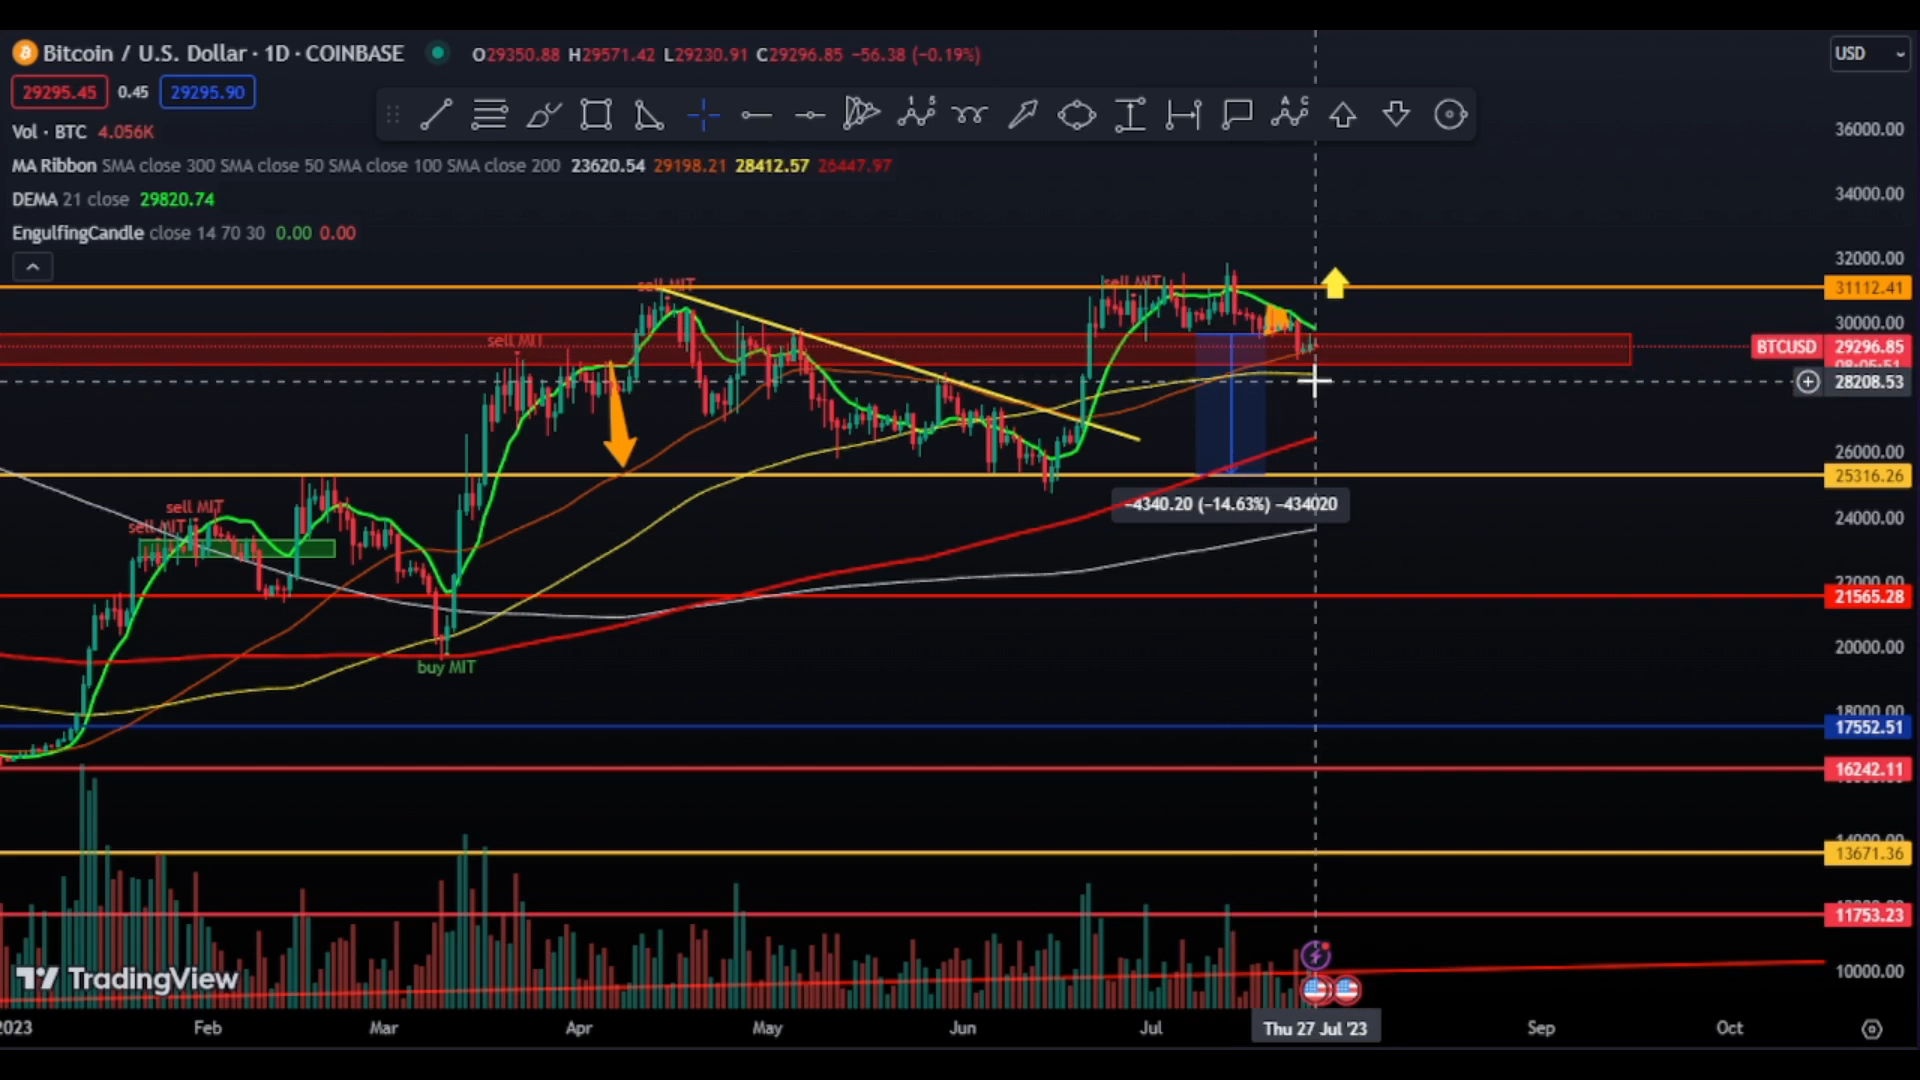 Bitcoin / U.S. Dollar · 1D · COINBASE O29350.88 H29571.42 L29230.91 C29296.85 −56.38 (−0.19%)
USD
29295.45 0.45 29295.90
Vol · BTC 4.056K
MA Ribbon SMA close 300 SMA close 50 SMA close 100 SMA close 200 23620.54 29198.21 28412.57 26447.97
DEMA 21 close 29820.74
EngulfingCandle close 14 70 30 0.00 0.00
36000.00
34000.00
32000.00
31112.41
30000.00
BTCUSD 29296.85
28208.53
26000.00
25316.26
24000.00
22000.00
21565.28
20000.00
18000.00
17552.51
16242.11
14000.00
13671.36
11753.23
10000.00
sell MIT
sell MIT
sell MIT
sell MIT
sell MIT
buy MIT
−4340.20 (−14.63%) −434020
TradingView
2023 Feb Mar Apr May Jun Jul Thu 27 Jul '23 Sep Oct